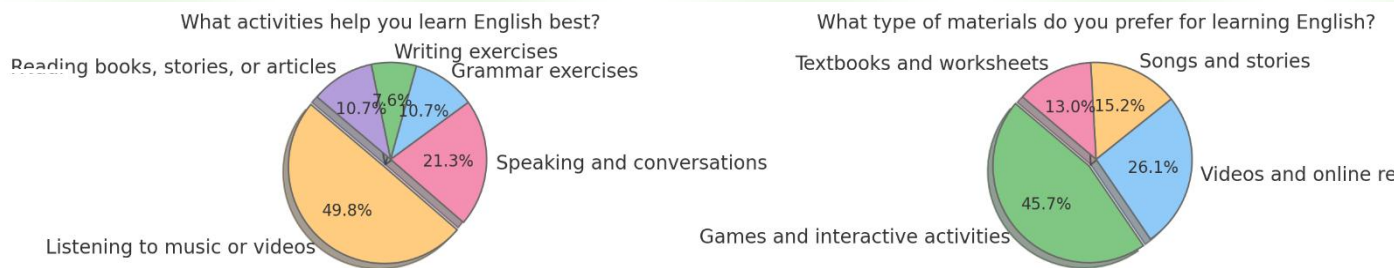 What activities help you learn English best?
Writing exercises
Reading books, stories, or articles
Grammar exercises
7.6%
10.7%
10.7%
21.3%
Speaking and conversations
49.8%
Listening to music or videos
What type of materials do you prefer for learning English?
Songs and stories
Textbooks and worksheets
13.0%
15.2%
26.1%
Videos and online re
45.7%
Games and interactive activities